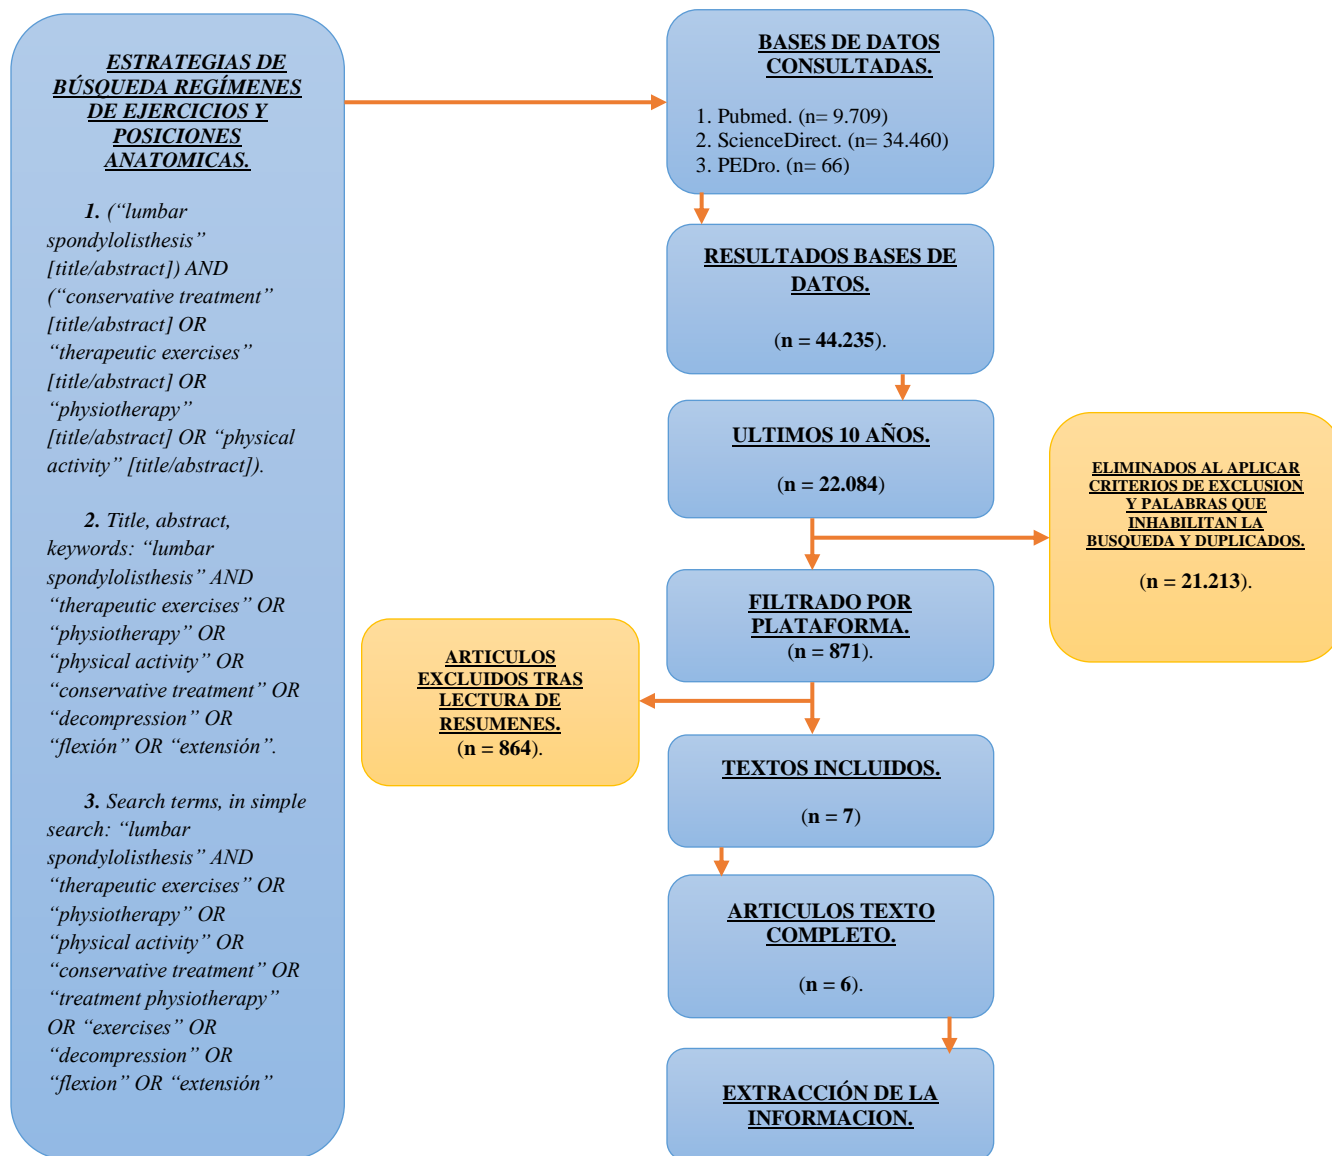 ESTRATEGIAS DE
BÚSQUEDA REGÍMENES
DE EJERCICIOS Y
POSICIONES
ANATOMICAS.
1. (“lumbar
spondylolisthesis”
[title/abstract]) AND
(“conservative treatment”
[title/abstract] OR
“therapeutic exercises”
[title/abstract] OR
“physiotherapy”
[title/abstract] OR “physical
activity” [title/abstract]).
2. Title, abstract,
keywords: “lumbar
spondylolisthesis” AND
“therapeutic exercises” OR
“physiotherapy” OR
“physical activity” OR
“conservative treatment” OR
“decompression” OR
“flexión” OR “extensión”.
3. Search terms, in simple
search: “lumbar
spondylolisthesis” AND
“therapeutic exercises” OR
“physiotherapy” OR
“physical activity” OR
“conservative treatment” OR
“treatment physiotherapy”
OR “exercises” OR
“decompression” OR
“flexion” OR “extensión”
BASES DE DATOS
CONSULTADAS.
1. Pubmed. (n= 9.709)
2. ScienceDirect. (n= 34.460)
3. PEDro. (n= 66)
RESULTADOS BASES DE
DATOS.
(n = 44.235).
ULTIMOS 10 AÑOS.
(n = 22.084)
ELIMINADOS AL APLICAR
CRITERIOS DE EXCLUSION
Y PALABRAS QUE
INHABILITAN LA
BUSQUEDA Y DUPLICADOS.
(n = 21.213).
FILTRADO POR
PLATAFORMA.
(n = 871).
ARTICULOS
EXCLUIDOS TRAS
LECTURA DE
RESUMENES.
(n = 864).
TEXTOS INCLUIDOS.
(n = 7)
ARTICULOS TEXTO
COMPLETO.
(n = 6).
EXTRACCIÓN DE LA
INFORMACION.